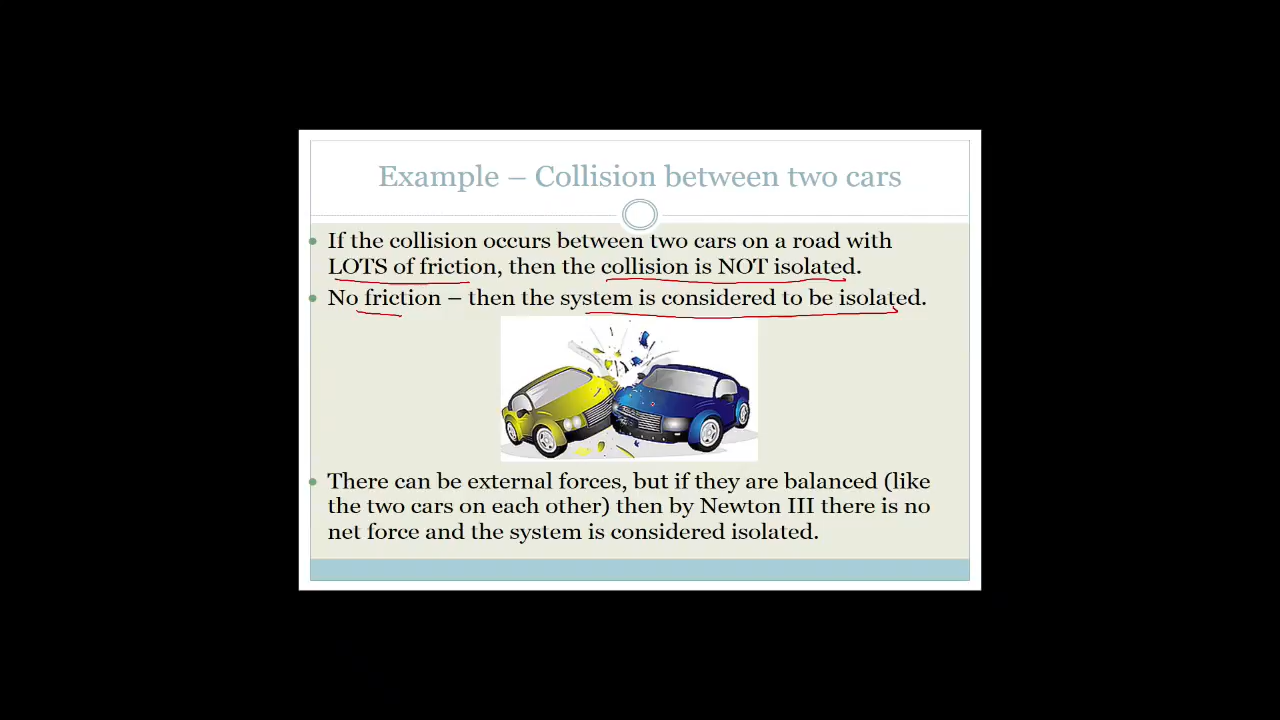 Example – Collision between two cars
If the collision occurs between two cars on a road with
LOTS of friction, then the collision is NOT isolated.
No friction – then the system is considered to be isolated.
There can be external forces, but if they are balanced (like
the two cars on each other) then by Newton III there is no
net force and the system is considered isolated.